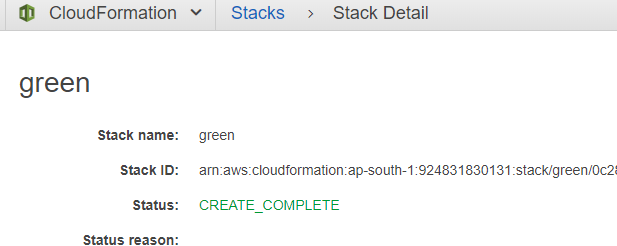 CloudFormation Stacks > Stack Detail
green
Stack name: green
Stack ID: arn:aws:cloudformation:ap-south-1:924831830131:stack/green/0c28
Status: CREATE_COMPLETE
Status reason: